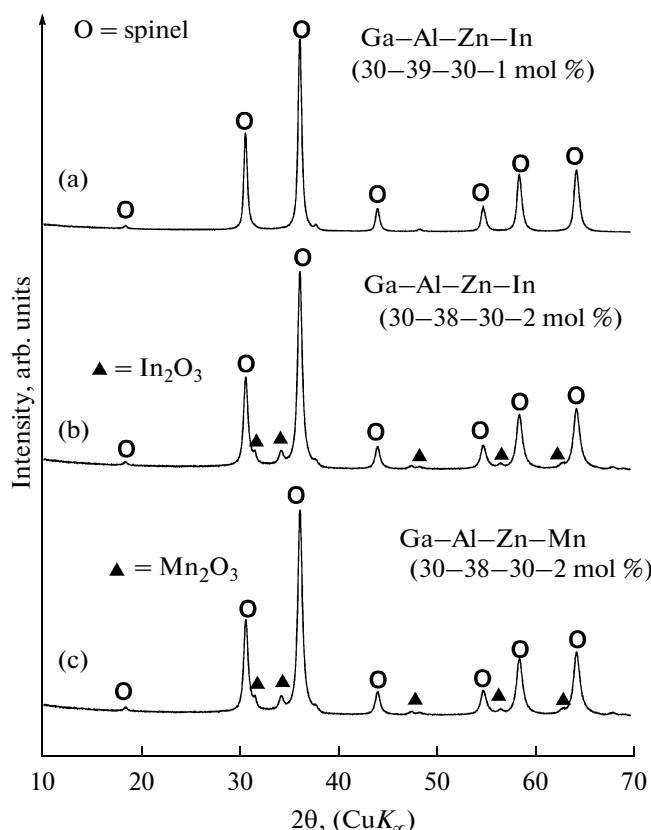 O = spinel
Ga–Al–Zn–In
(30–39–30–1 mol %)
(a)
Ga–Al–Zn–In
(30–38–30–2 mol %)
▲ = In₂O₃
(b)
Ga–Al–Zn–Mn
(30–38–30–2 mol %)
▲ = Mn₂O₃
(c)
Intensity, arb. units
10 20 30 40 50 60 70
2θ, (CuK∝)